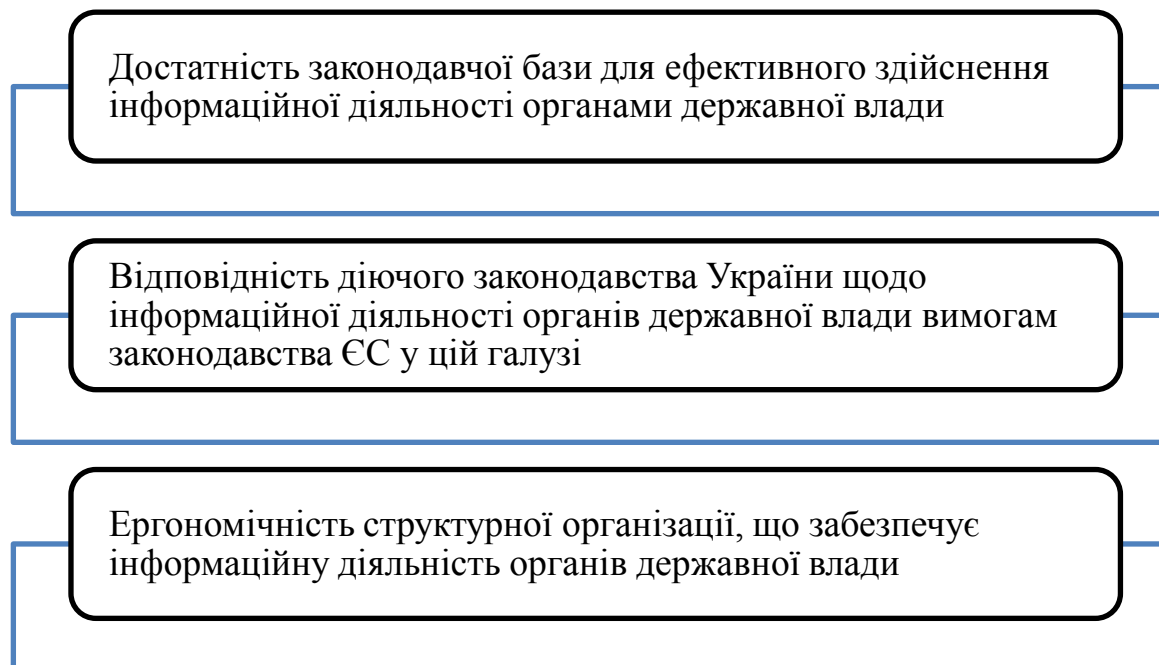 Достатність законодавчої бази для ефективного здійснення
інформаційної діяльності органами державної влади
Відповідність діючого законодавства України щодо
інформаційної діяльності органів державної влади вимогам
законодавства ЄС у цій галузі
Ергономічність структурної організації, що забезпечує
інформаційну діяльність органів державної влади